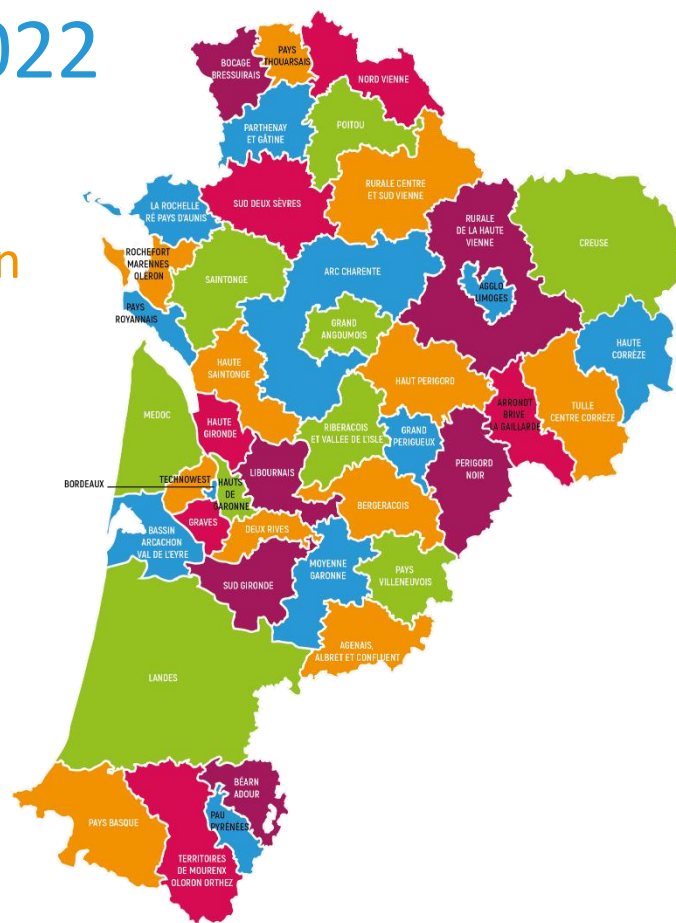 022
n
BOCAGE
BRESSUIRAIS
PAYS
THOUARSAIS
NORD VIENNE
PARTHENAY
ET GÂTINE
POITOU
RURALE CENTRE
ET SUD VIENNE
LA ROCHELLE
RÉ PAYS D'AUNIS
SUD DEUX SÈVRES
RURALE
DE LA HAUTE
VIENNE
CREUSE
ROCHEFORT
MARENNES
OLÉRON
SAINTONGE
ARC CHARENTE
AGGLO
LIMOGES
PAYS
ROYANNAIS
GRAND
ANGOUMOIS
HAUTE
CORRÈZE
HAUTE
SAINTONGE
HAUT PERIGORD
ARRONDT
BRIVE
LA GAILLARDE
TULLE
CENTRE CORRÈZE
MEDOC
HAUTE
GIRONDE
RIBERACOIS
ET VALLEE DE L'ISLE
GRAND
PERIGUEUX
PERIGORD
NOIR
LIBOURNAIS
BORDEAUX
TECHNOWEST
HAUTS
DE
GARONNE
BERGERACOIS
GRAVES
DEUX RIVES
BASSIN
ARCACHON
VAL DE L'EYRE
MOYENNE
GARONNE
PAYS
VILLENEUVOIS
SUD GIRONDE
AGENAIS,
ALBRET ET CONFLUENT
LANDES
BÉARN
ADOUR
PAYS BASQUE
PAU
PYRÉNÉES
TERRITOIRES
DE MOURENX
OLORON ORTHEZ